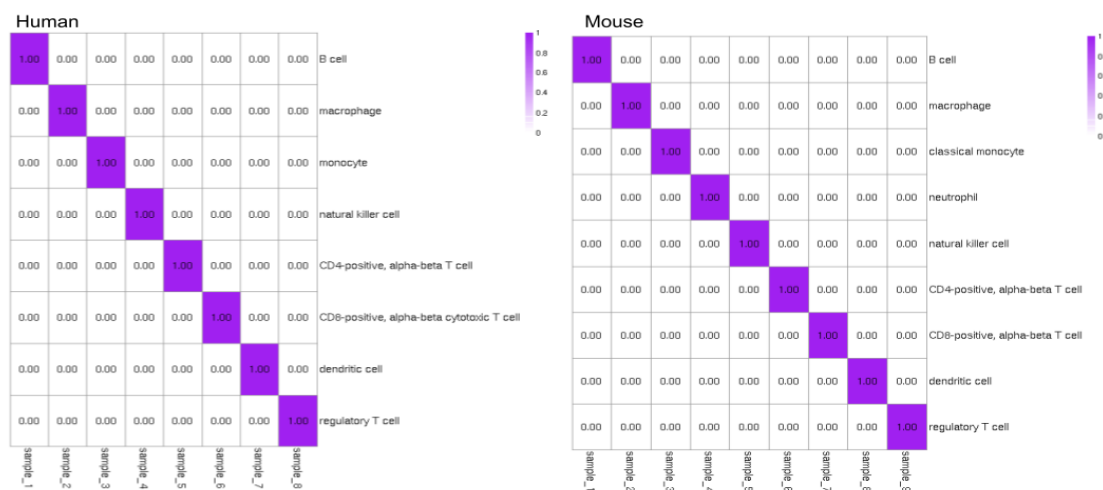 Human
1.00 0.00 0.00 0.00 0.00 0.00 0.00 0.00 B cell
0.00 1.00 0.00 0.00 0.00 0.00 0.00 0.00 macrophage
0.00 0.00 1.00 0.00 0.00 0.00 0.00 0.00 monocyte
0.00 0.00 0.00 1.00 0.00 0.00 0.00 0.00 natural killer cell
0.00 0.00 0.00 0.00 1.00 0.00 0.00 0.00 CD4-positive, alpha-beta T cell
0.00 0.00 0.00 0.00 0.00 1.00 0.00 0.00 CD8-positive, alpha-beta cytotoxic T cell
0.00 0.00 0.00 0.00 0.00 0.00 1.00 0.00 dendritic cell
0.00 0.00 0.00 0.00 0.00 0.00 0.00 1.00 regulatory T cell
sample_1 sample_2 sample_3 sample_4 sample_5 sample_6 sample_7 sample_8
1
0.8
0.6
0.4
0.2
0
Mouse
1.00 0.00 0.00 0.00 0.00 0.00 0.00 0.00 0.00 B cell
0.00 1.00 0.00 0.00 0.00 0.00 0.00 0.00 0.00 macrophage
0.00 0.00 1.00 0.00 0.00 0.00 0.00 0.00 0.00 classical monocyte
0.00 0.00 0.00 1.00 0.00 0.00 0.00 0.00 0.00 neutrophil
0.00 0.00 0.00 0.00 1.00 0.00 0.00 0.00 0.00 natural killer cell
0.00 0.00 0.00 0.00 0.00 1.00 0.00 0.00 0.00 CD4-positive, alpha-beta T cell
0.00 0.00 0.00 0.00 0.00 0.00 1.00 0.00 0.00 CD8-positive, alpha-beta T cell
0.00 0.00 0.00 0.00 0.00 0.00 0.00 1.00 0.00 dendritic cell
0.00 0.00 0.00 0.00 0.00 0.00 0.00 0.00 1.00 regulatory T cell
1
0